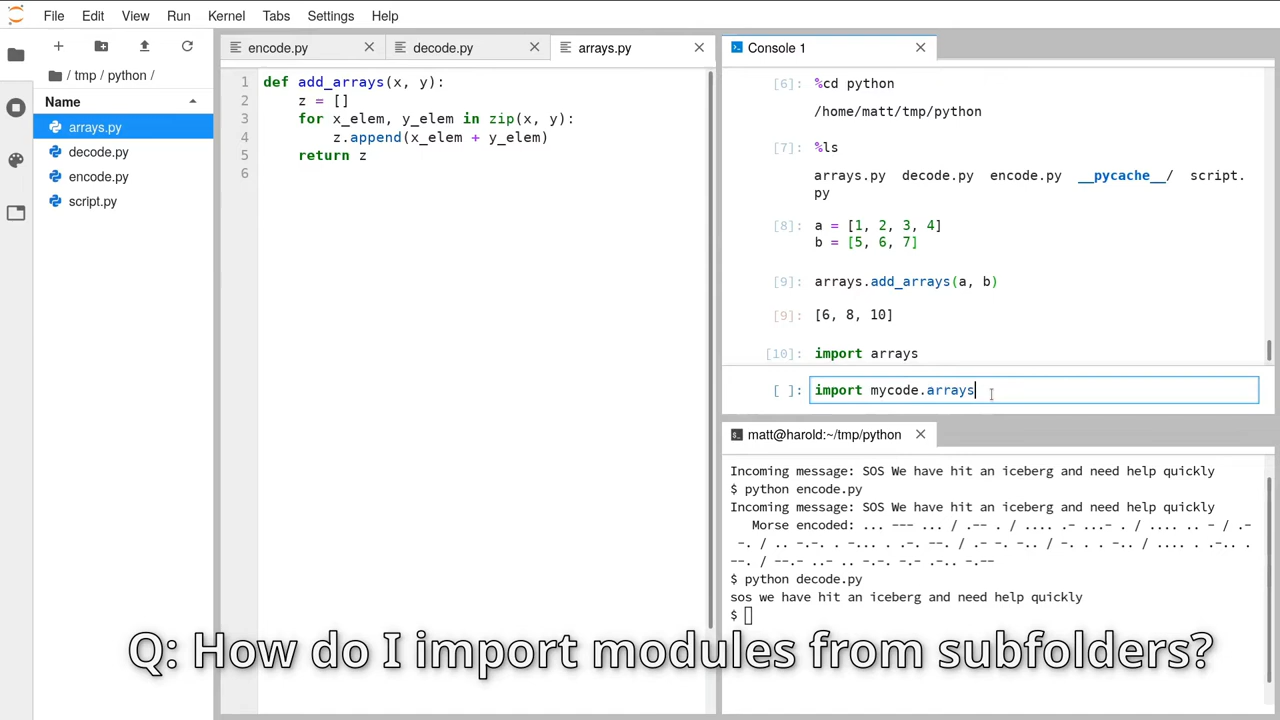 File Edit View Run Kernel Tabs Settings Help
/ tmp / python /
Name
arrays.py
decode.py
encode.py
script.py
encode.py
decode.py
arrays.py
1 def add_arrays(x, y):
2     z = []
3     for x_elem, y_elem in zip(x, y):
4         z.append(x_elem + y_elem)
5     return z
6
Console 1
[6]: %cd python
/home/matt/tmp/python
[7]: %ls
arrays.py  decode.py  encode.py  __pycache__/  script.
py
[8]: a = [1, 2, 3, 4]
b = [5, 6, 7]
[9]: arrays.add_arrays(a, b)
[9]: [6, 8, 10]
[10]: import arrays
[ ]: import mycode.arrays
matt@harold:~/tmp/python
Incoming message: SOS We have hit an iceberg and need help quickly
$ python encode.py
Incoming message: SOS We have hit an iceberg and need help quickly
Morse encoded: ... --- ... / .-- . / .... .- ...- . / .... .. - / .-
-. / .. -.-. . -... . .-. --. / .- -. -.. / -. . . -.. / .... . .-.. .
--. / --.- ..- .. -.-. -.- .-.. -.--
$ python decode.py
sos we have hit an iceberg and need help quickly
$
Q: How do I import modules from subfolders?